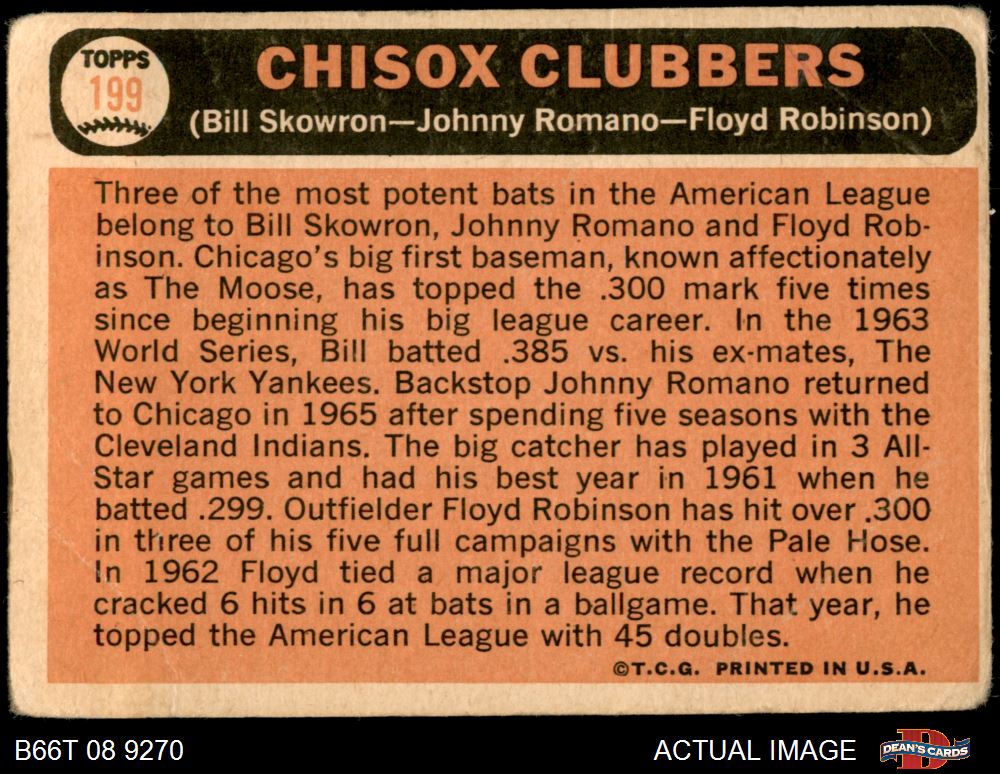 TOPPS
199
CHISOX CLUBBERS
(Bill Skowron—Johnny Romano—Floyd Robinson)
Three of the most potent bats in the American League
belong to Bill Skowron, Johnny Romano and Floyd Rob-
inson. Chicago's big first baseman, known affectionately
as The Moose, has topped the .300 mark five times
since beginning his big league career. In the 1963
World Series, Bill batted .385 vs. his ex-mates, The
New York Yankees. Backstop Johnny Romano returned
to Chicago in 1965 after spending five seasons with the
Cleveland Indians. The big catcher has played in 3 All-
Star games and had his best year in 1961 when he
batted .299. Outfielder Floyd Robinson has hit over .300
in three of his five full campaigns with the Pale Hose.
In 1962 Floyd tied a major league record when he
cracked 6 hits in 6 at bats in a ballgame. That year, he
topped the American League with 45 doubles.
©T.C.G. PRINTED IN U.S.A.
B66T 08 9270
ACTUAL IMAGE
DEAN'S CARDS